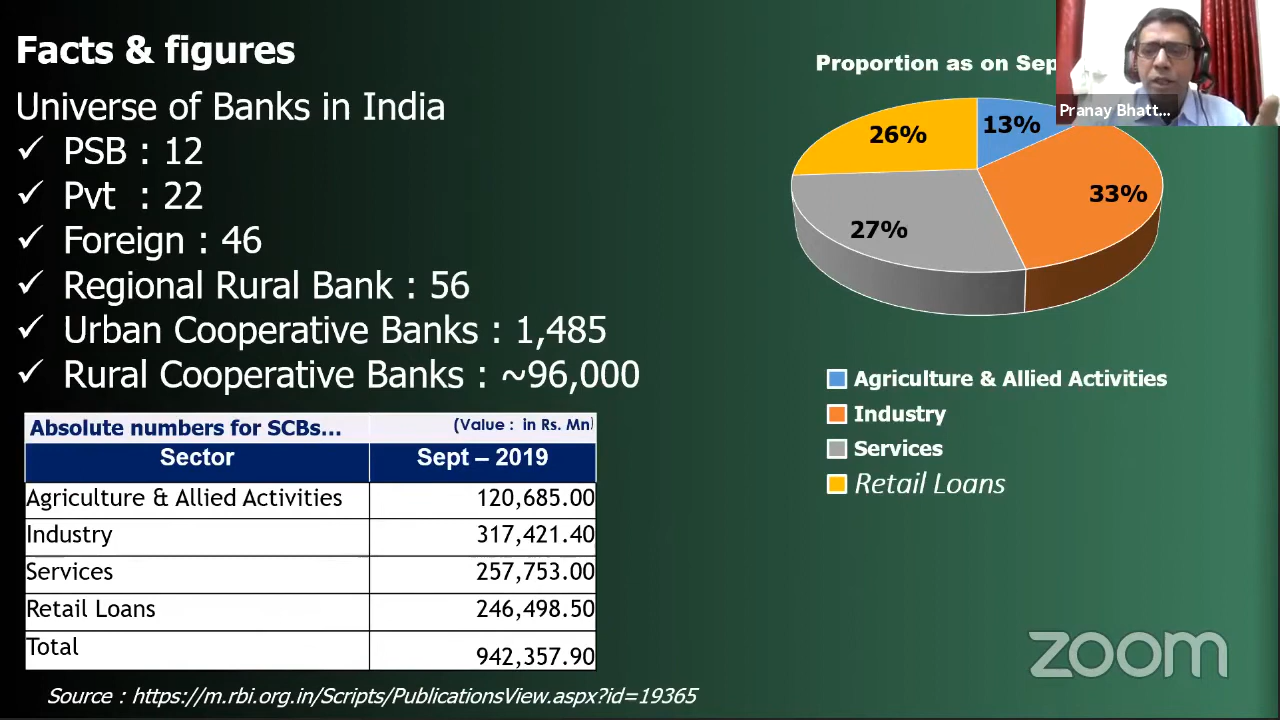 Facts & figures
Universe of Banks in India
✓ PSB : 12
✓ Pvt : 22
✓ Foreign : 46
✓ Regional Rural Bank : 56
✓ Urban Cooperative Banks : 1,485
✓ Rural Cooperative Banks : ~96,000
Absolute numbers for SCBs... (Value : in Rs. Mn)
Sector Sept – 2019
Agriculture & Allied Activities 120,685.00
Industry 317,421.40
Services 257,753.00
Retail Loans 246,498.50
Total 942,357.90
Source : https://m.rbi.org.in/Scripts/PublicationsView.aspx?id=19365
Proportion as on Sep
Pranay Bhatt...
26% 13%
33%
27%
Agriculture & Allied Activities
Industry
Services
Retail Loans
zoom